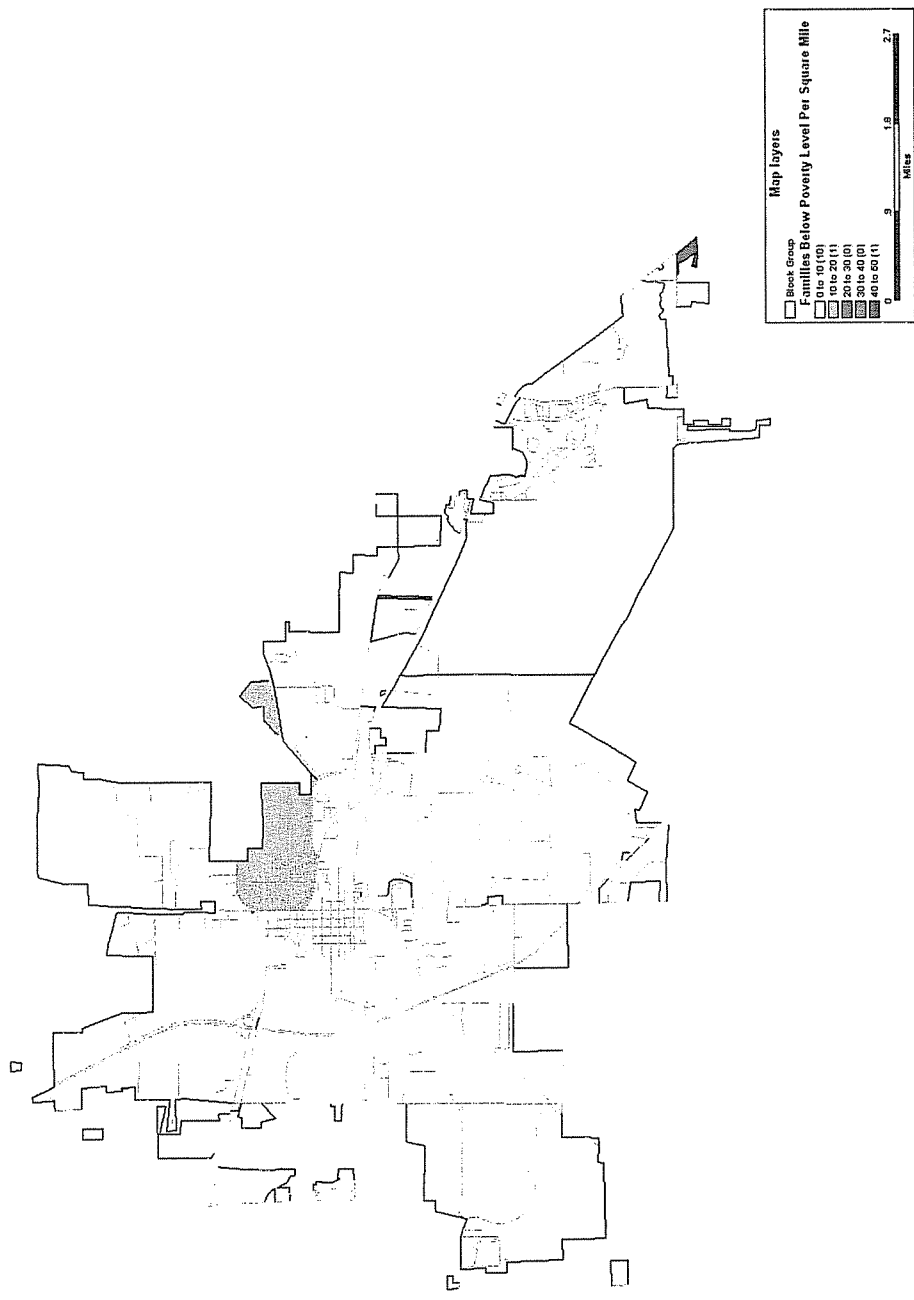 Map layers
Block Group
Families Below Poverty Level Per Square Mile
0 to 10 (10)
10 to 20 (1)
20 to 30 (0)
30 to 40 (0)
40 to 60 (1)
0 .9 1.8 2.7
Miles